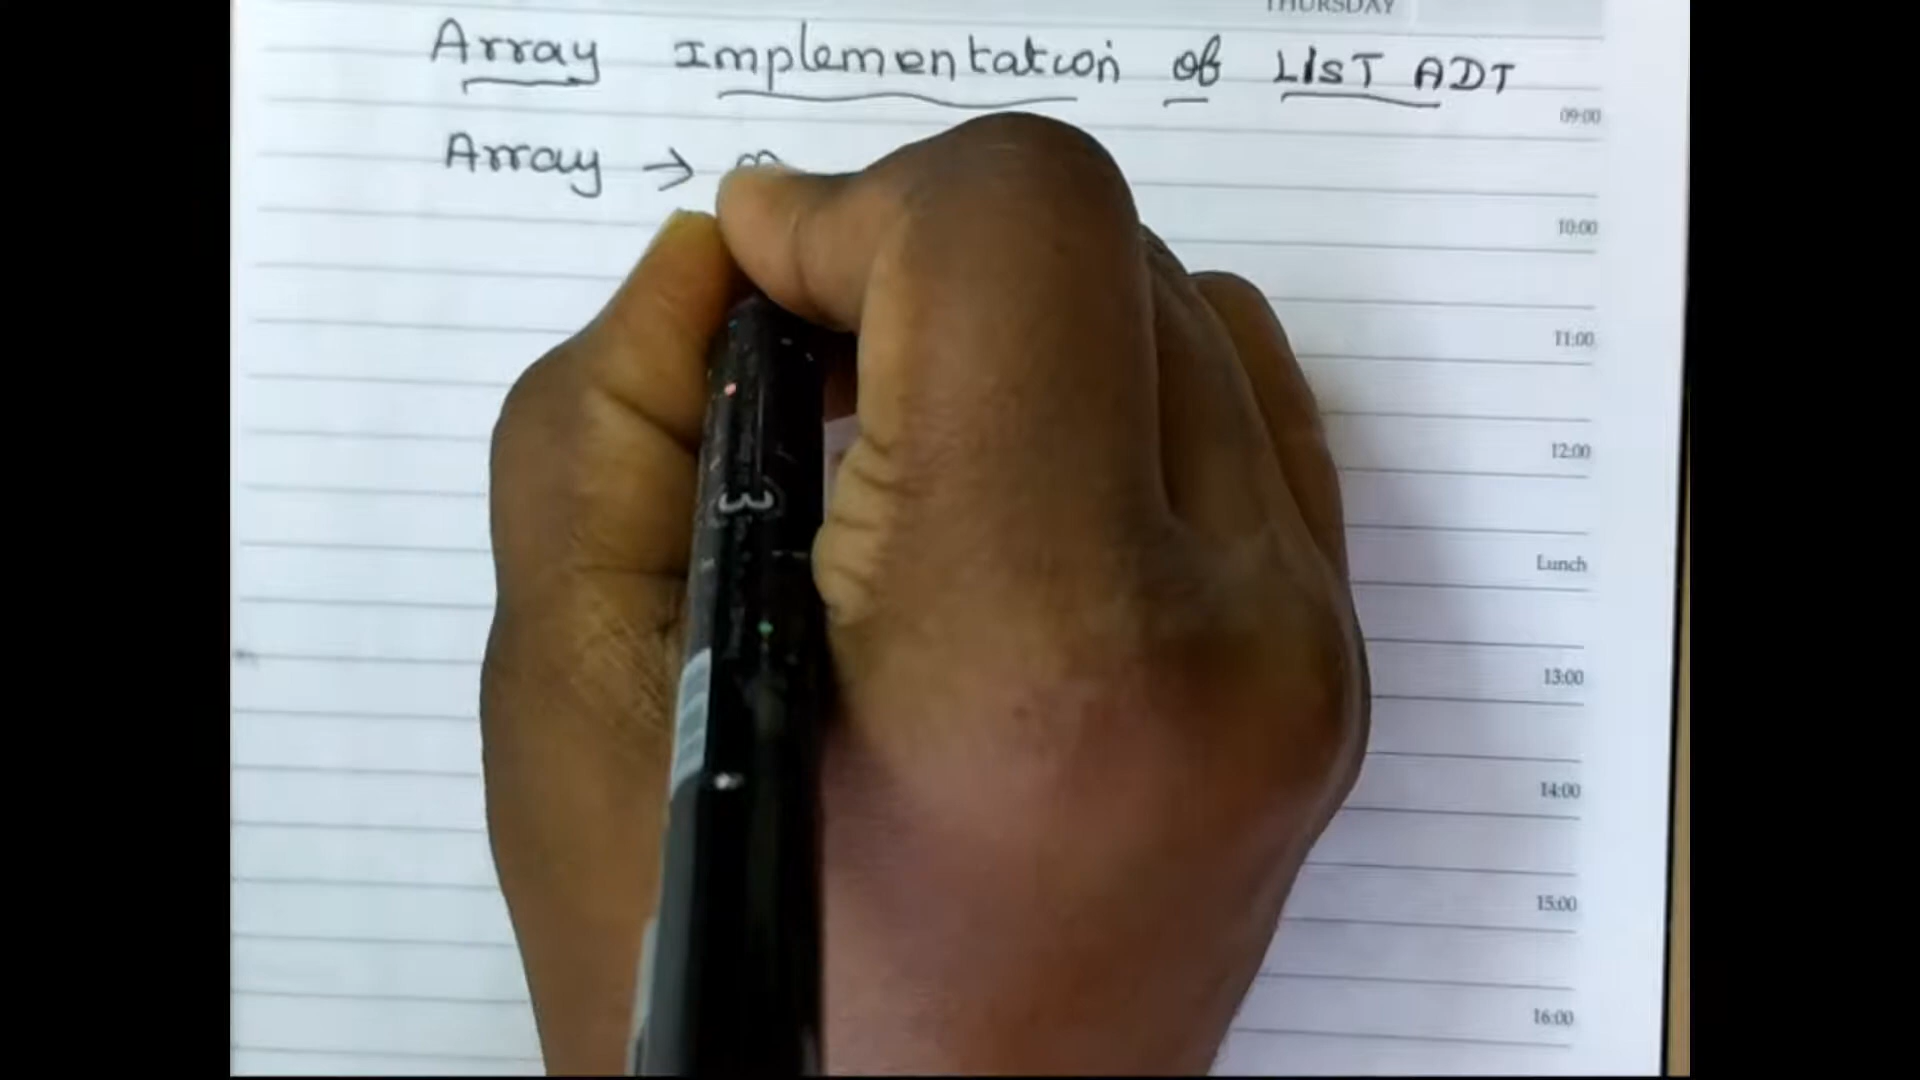 THURSDAY
Array Implementation of LIST ADT
09:00
Array →
10:00
11:00
12:00
Lunch
13:00
14:00
15:00
16:00